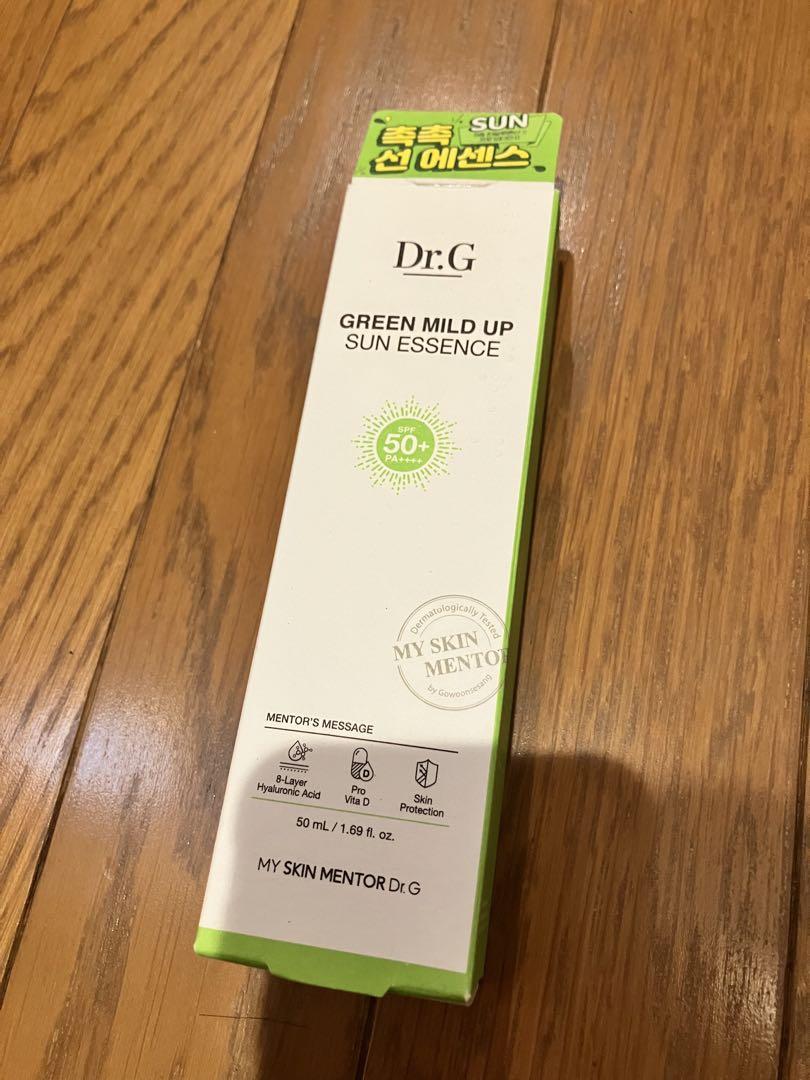 촉촉
SUN
선 에센스
Dr.G
GREEN MILD UP
SUN ESSENCE
SPF
50+
PA++++
Dermatologically Tested
MY SKIN
MENTOR
by Gowoonsesang
MENTOR'S MESSAGE
8-Layer
Hyaluronic Acid
Pro
Vita D
Skin
Protection
50 mL / 1.69 fl. oz.
MY SKIN MENTOR Dr.G